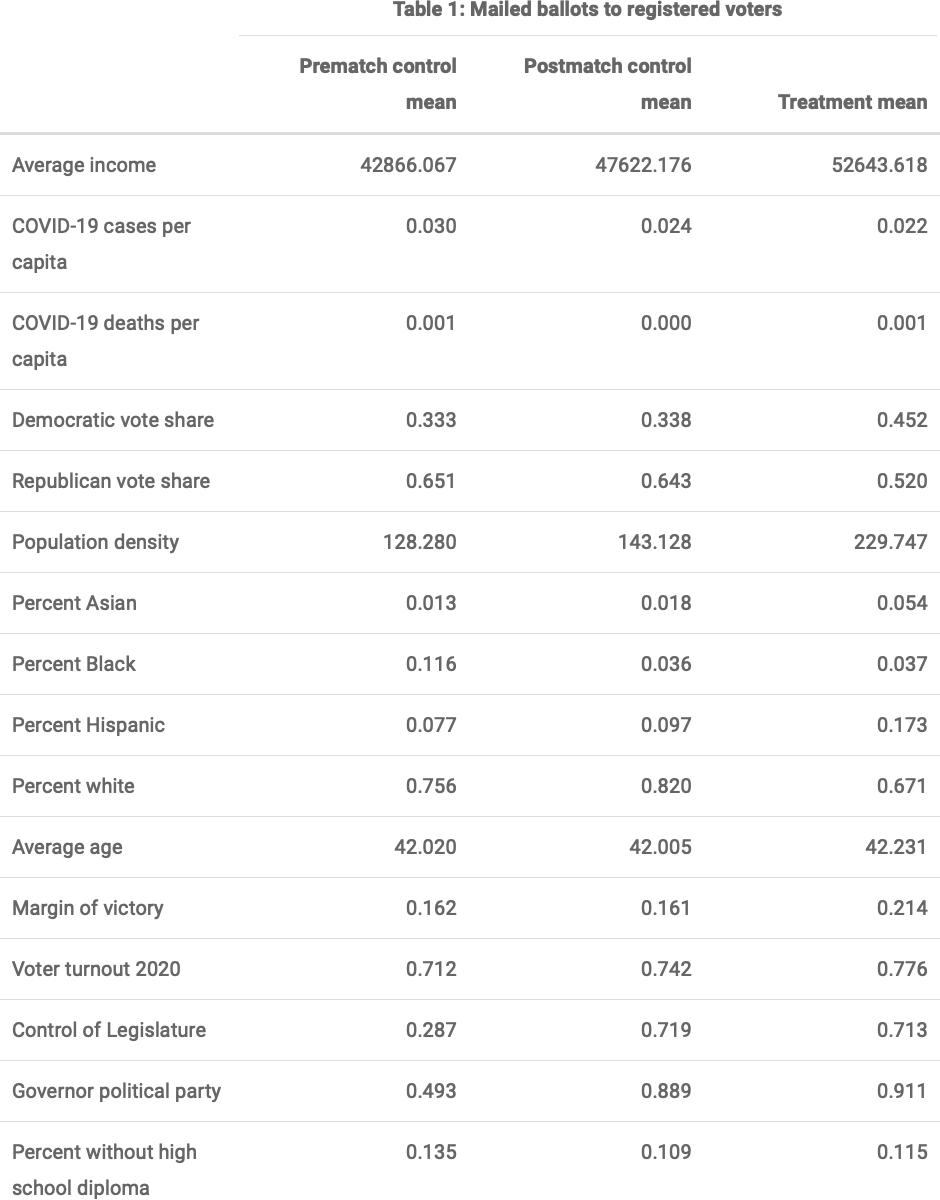 Table 1: Mailed ballots to registered voters
Prematch control mean Postmatch control mean Treatment mean
Average income 42866.067 47622.176 52643.618
COVID-19 cases per capita 0.030 0.024 0.022
COVID-19 deaths per capita 0.001 0.000 0.001
Democratic vote share 0.333 0.338 0.452
Republican vote share 0.651 0.643 0.520
Population density 128.280 143.128 229.747
Percent Asian 0.013 0.018 0.054
Percent Black 0.116 0.036 0.037
Percent Hispanic 0.077 0.097 0.173
Percent white 0.756 0.820 0.671
Average age 42.020 42.005 42.231
Margin of victory 0.162 0.161 0.214
Voter turnout 2020 0.712 0.742 0.776
Control of Legislature 0.287 0.719 0.713
Governor political party 0.493 0.889 0.911
Percent without high school diploma 0.135 0.109 0.115